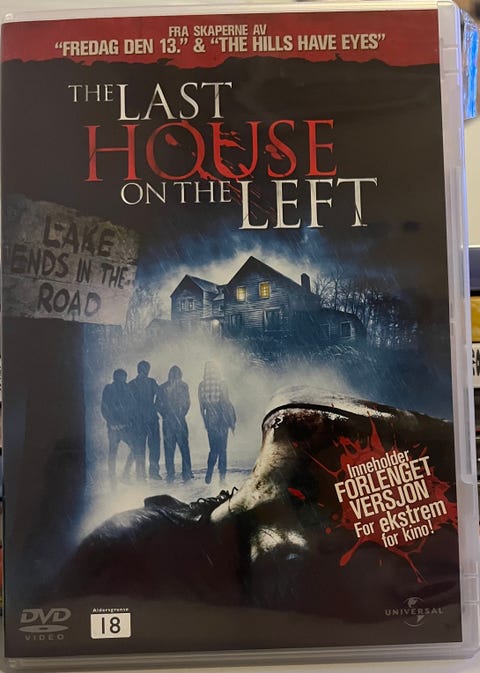 FRA SKAPERNE AV
"FREDAG DEN 13." & "THE HILLS HAVE EYES"
THE LAST
HOUSE
ON THE LEFT
LAKE
ENDS IN THE
ROAD
Inneholder
FORLENGET
VERSJON
For ekstrem
for kino!
DVD
VIDEO
Aldersgrense
18
UNIVERSAL